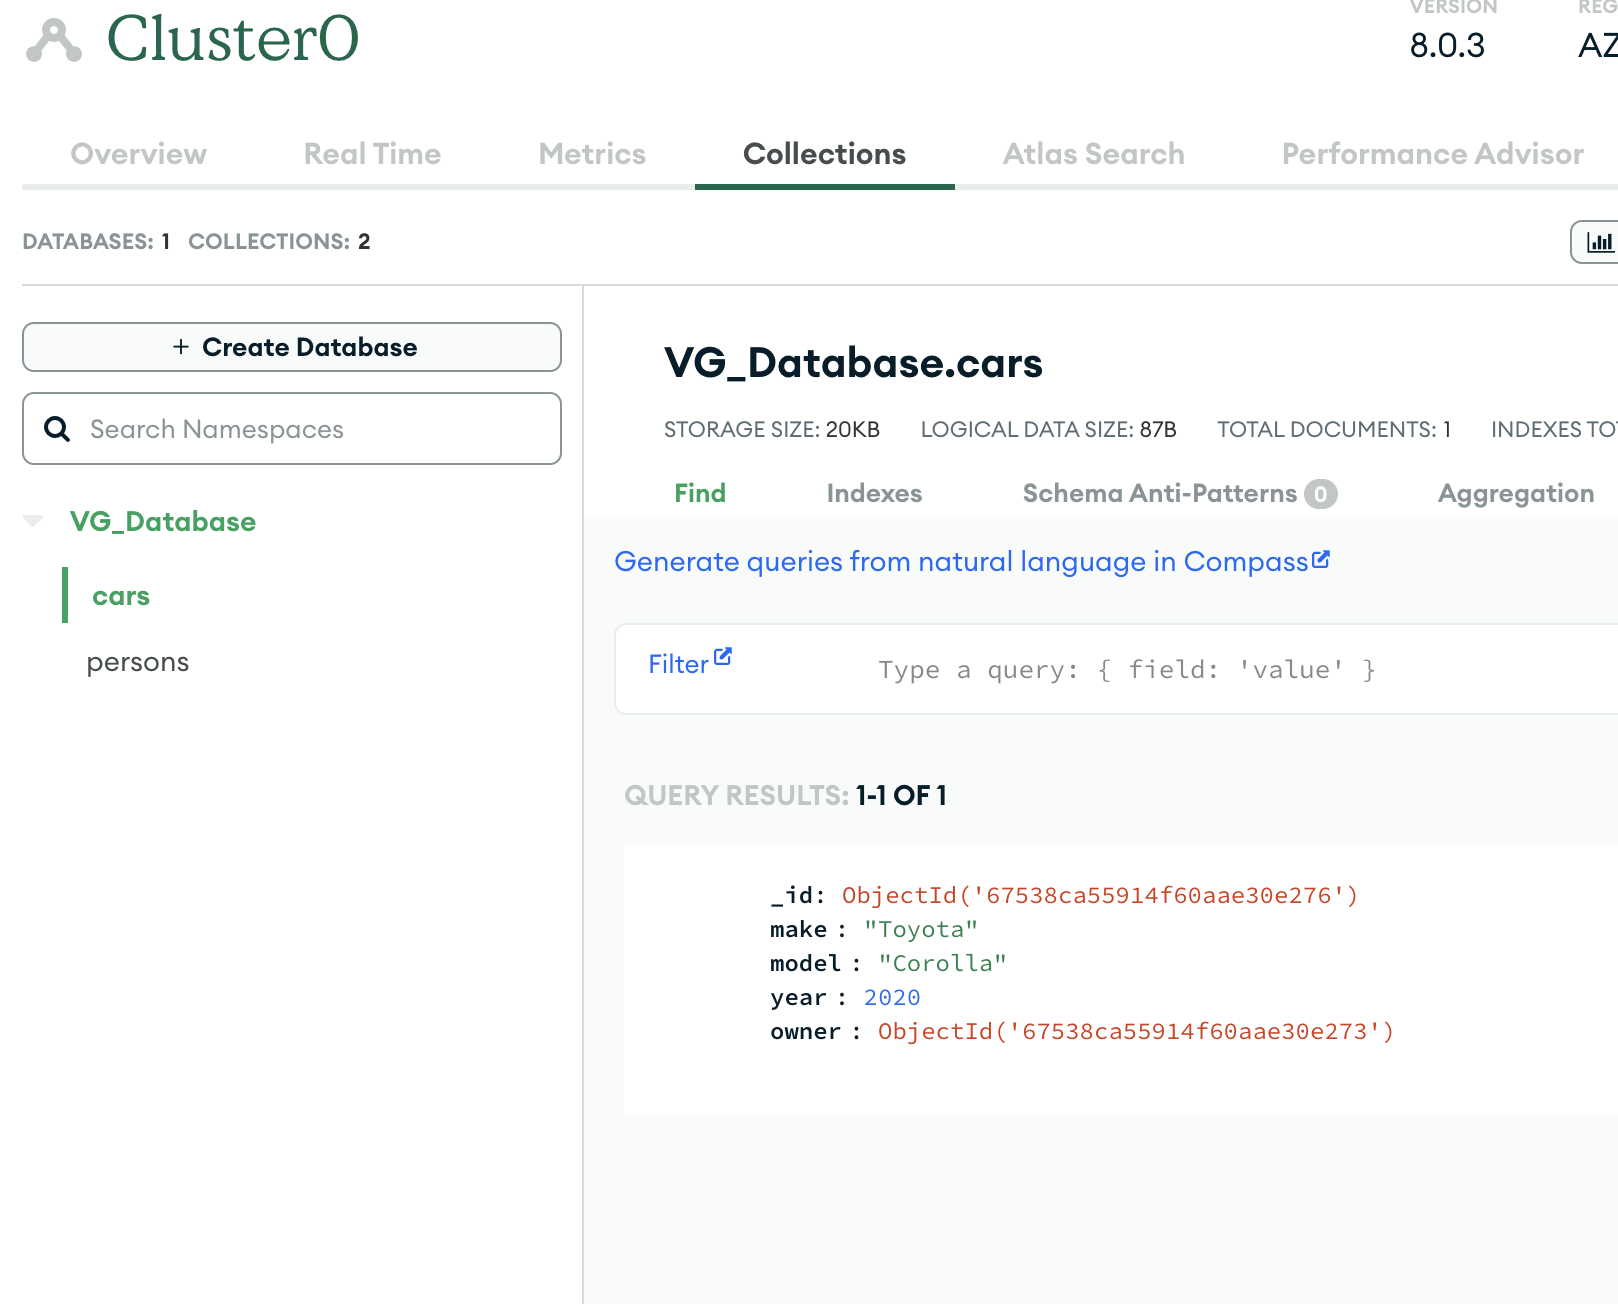 Cluster0
VERSION
8.0.3
REG
AZ
Overview Real Time Metrics Collections Atlas Search Performance Advisor
DATABASES: 1 COLLECTIONS: 2
+ Create Database
Search Namespaces
VG_Database
cars
persons
VG_Database.cars
STORAGE SIZE: 20KB LOGICAL DATA SIZE: 87B TOTAL DOCUMENTS: 1 INDEXES TOT
Find Indexes Schema Anti-Patterns 0 Aggregation
Generate queries from natural language in Compass
Filter Type a query: { field: 'value' }
QUERY RESULTS: 1-1 OF 1
_id: ObjectId('67538ca55914f60aae30e276')
make : "Toyota"
model : "Corolla"
year : 2020
owner : ObjectId('67538ca55914f60aae30e273')